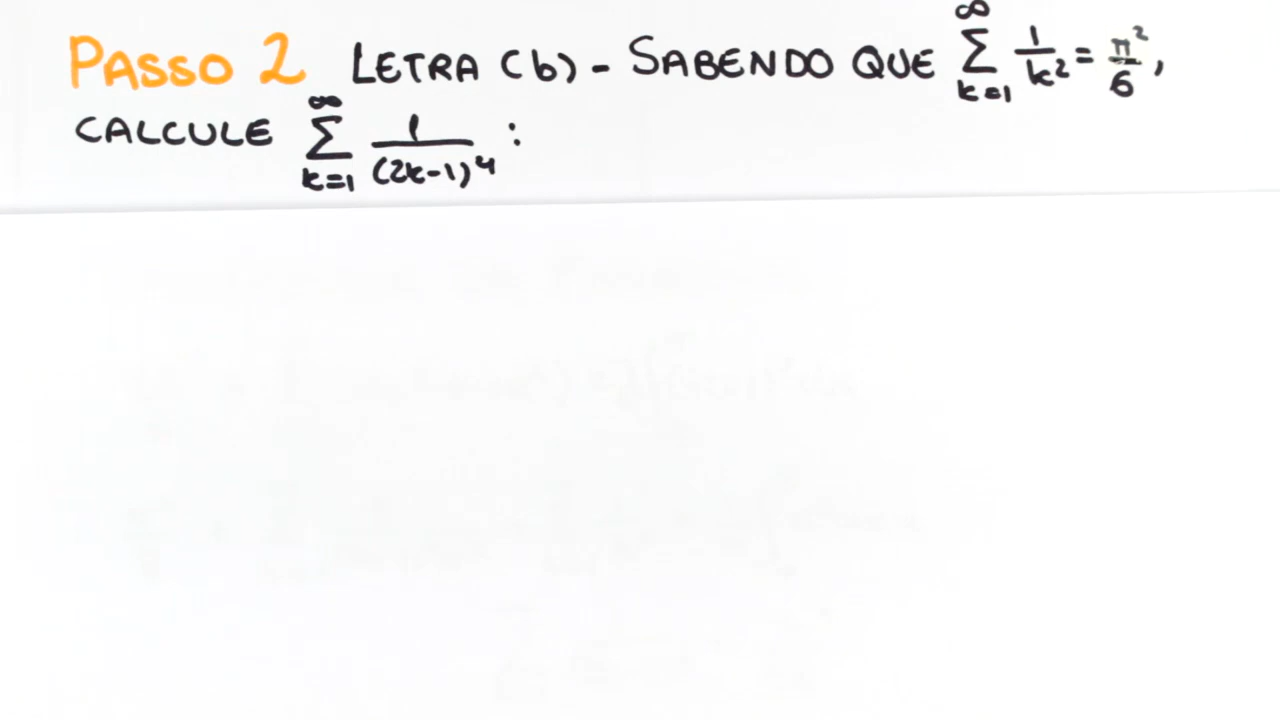 PASSO 2 LETRA (b) - SABENDO QUE ∞ Σ k=1 1/k² = π²/6,
CALCULE ∞ Σ k=1 1/(2k-1)⁴ :